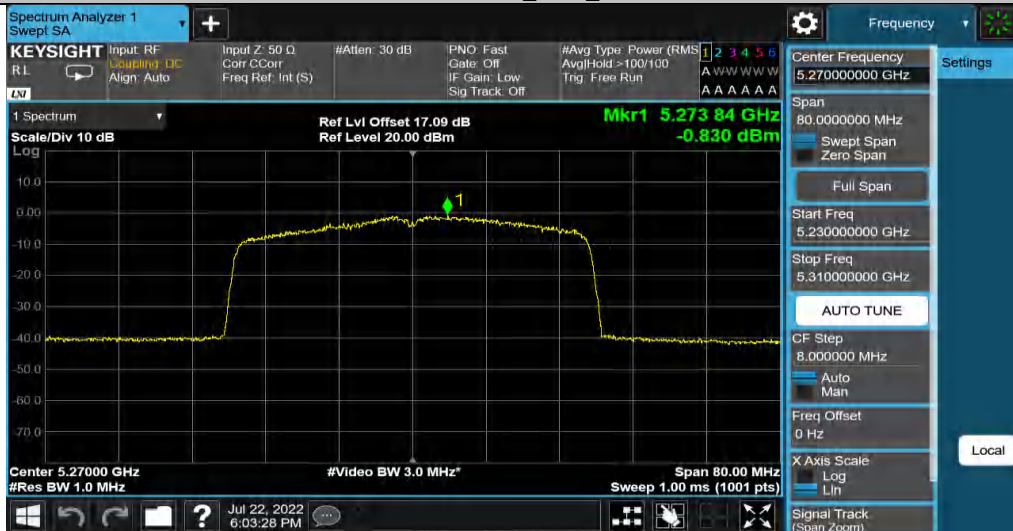 Spectrum Analyzer 1
Swept SA
+
Frequency
KEYSIGHT
RL
LXI
Input: RF
Coupling: DC
Align: Auto
Input Z: 50 Ω
Corr CCorr
Freq Ref: Int (S)
#Atten: 30 dB
PNO: Fast
Gate: Off
IF Gain: Low
Sig Track: Off
#Avg Type: Power (RMS
Avg|Hold:>100/100
Trig: Free Run
1 2 3 4 5 6
A W W W W W
A A A A A A
1 Spectrum
Scale/Div 10 dB
Log
Ref Lvl Offset 17.09 dB
Ref Level 20.00 dBm
Mkr1 5.273 84 GHz
-0.830 dBm
10.0
0.00
-10.0
-20.0
-30.0
-40.0
-60.0
-70.0
1
Center 5.27000 GHz
#Res BW 1.0 MHz
#Video BW 3.0 MHz*
Span 80.00 MHz
Sweep 1.00 ms (1001 pts)
Center Frequency
5.270000000 GHz
Span
80.0000000 MHz
Swept Span
Zero Span
Full Span
Start Freq
5.230000000 GHz
Stop Freq
5.310000000 GHz
AUTO TUNE
CF Step
8.000000 MHz
Auto
Man
Freq Offset
0 Hz
X Axis Scale
Log
Lin
Signal Track
(Span Zoom)
Settings
Local
?
Jul 22, 2022
6:03:28 PM